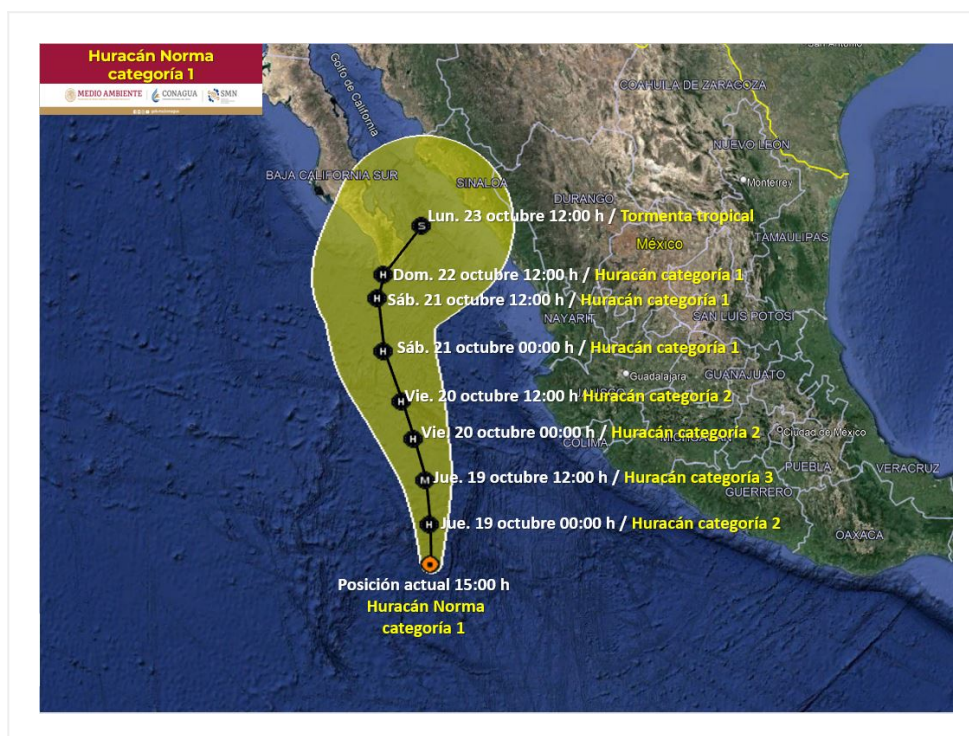 Huracán Norma
categoría 1
MEDIO AMBIENTE
CONAGUA
SMN
Golfo de California
COAHUILA DE ZARAGOZA
NUEVO LEON
BAJA CALIFORNIA SUR
SINALOA
Monterrey
DURANGO
Lun. 23 octubre 12:00 h / Tormenta tropical
TAMAULIPAS
México
Dom. 22 octubre 12:00 h / Huracán categoría 1
Sáb. 21 octubre 12:00 h / Huracán categoría 1
NAYARIT
SAN LUIS POTOSI
Sáb. 21 octubre 00:00 h / Huracán categoría 1
Guadalajara
GUANAJUATO
Vie. 20 octubre 12:00 h / Huracán categoría 2
Vie. 20 octubre 00:00 h / Huracán categoría 2
Ciudad de México
COLIMA
PUEBLA
VERACRUZ
Jue. 19 octubre 12:00 h / Huracán categoría 3
GUERRERO
Jue. 19 octubre 00:00 h / Huracán categoría 2
OAXACA
Posición actual 15:00 h
Huracán Norma
categoría 1
H
H
H
H
H
M
H
S